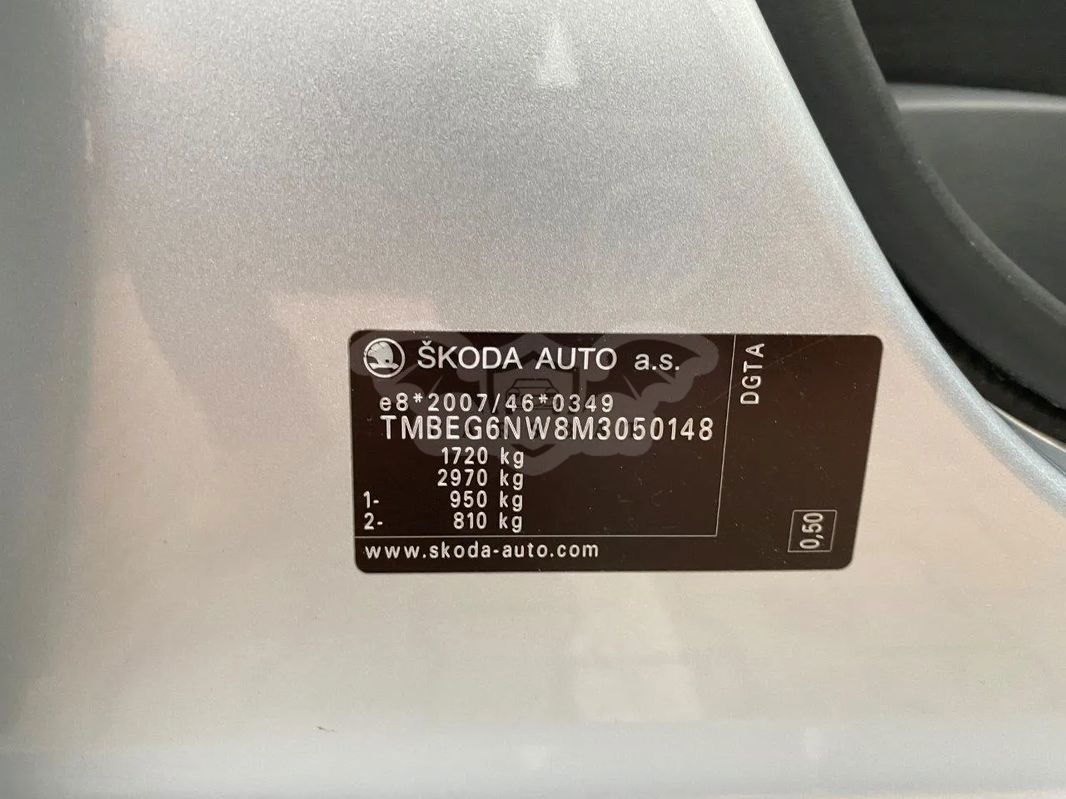 ŠKODA AUTO a.s.
e8*2007/46*0349
TMBEG6NW8M3050148
1720 kg
2970 kg
1- 950 kg
2- 810 kg
www.skoda-auto.com
DGTA
0,50